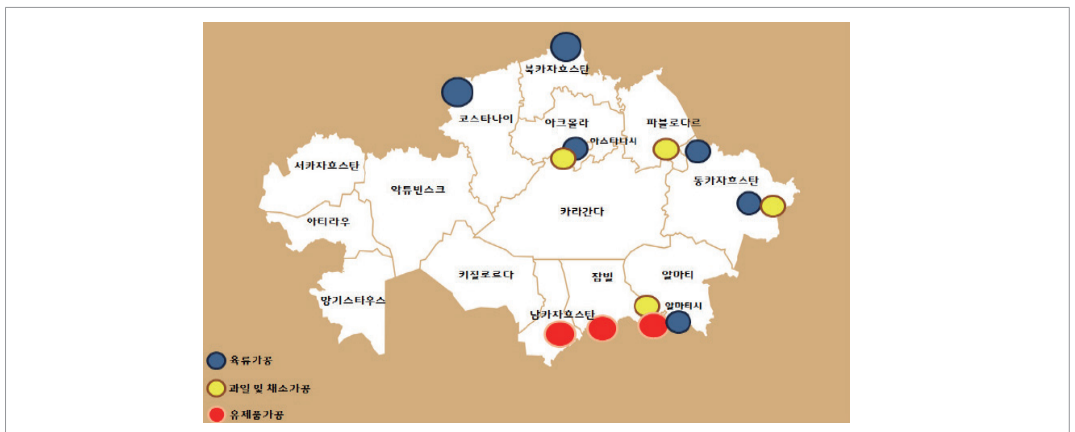 북카자흐스탄
코스타나이
아크몰라
파블로다르
아스타나시
서카자흐스탄
동카자흐스탄
악튜빈스크
카라간다
아티라우
키질로르다
잠빌
알마티
망기스타우스
남카자흐스탄
알마티시
육류가공
과일 및 채소가공
유제품가공